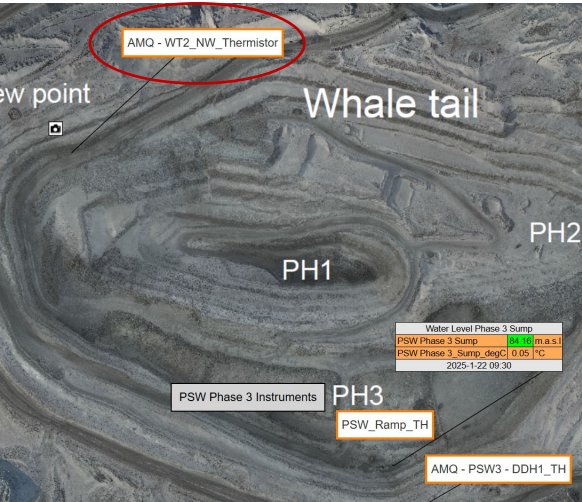 AMQ - WT2_NW_Thermistor
ew point
Whale tail
PH2
PH1
Water Level Phase 3 Sump
PSW Phase 3 Sump 84.16 m.a.s.l
PSW Phase 3_Sump_degC 0.05 °C
2025-1-22 09:30
PSW Phase 3 Instruments
PH3
PSW_Ramp_TH
AMQ - PSW3 - DDH1_TH